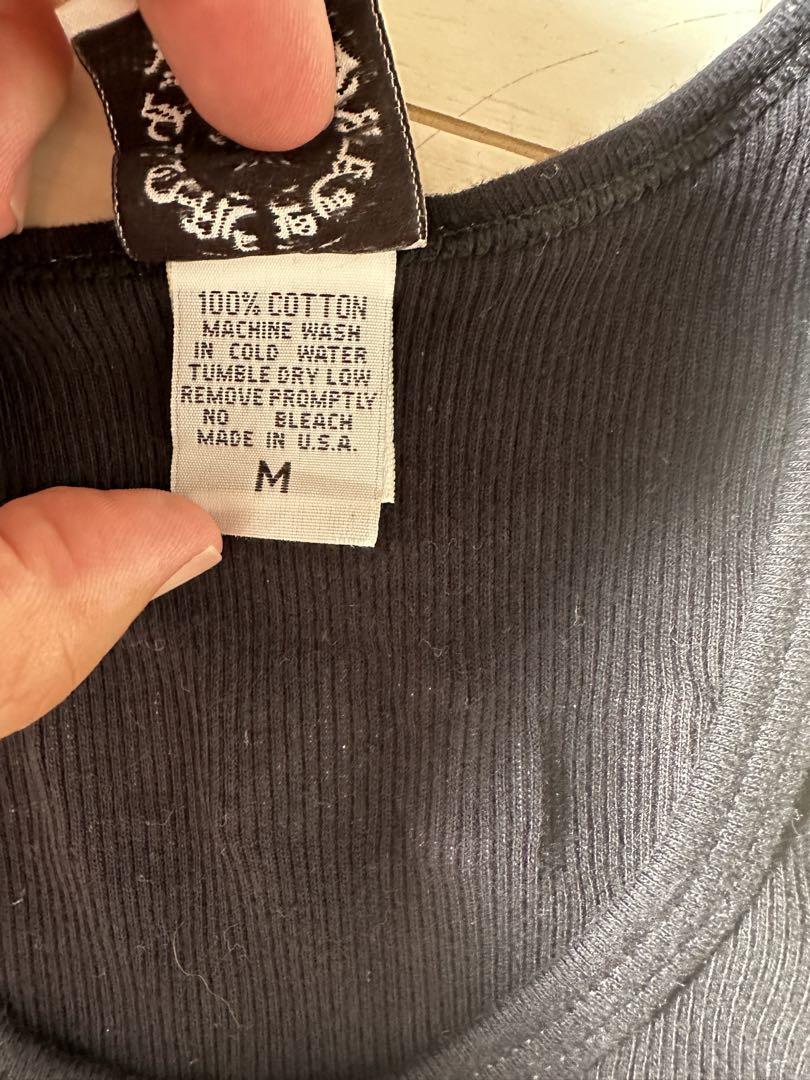 100% COTTON
MACHINE WASH
IN COLD WATER
TUMBLE DRY LOW
REMOVE PROMPTLY
NO BLEACH
MADE IN U.S.A.
M